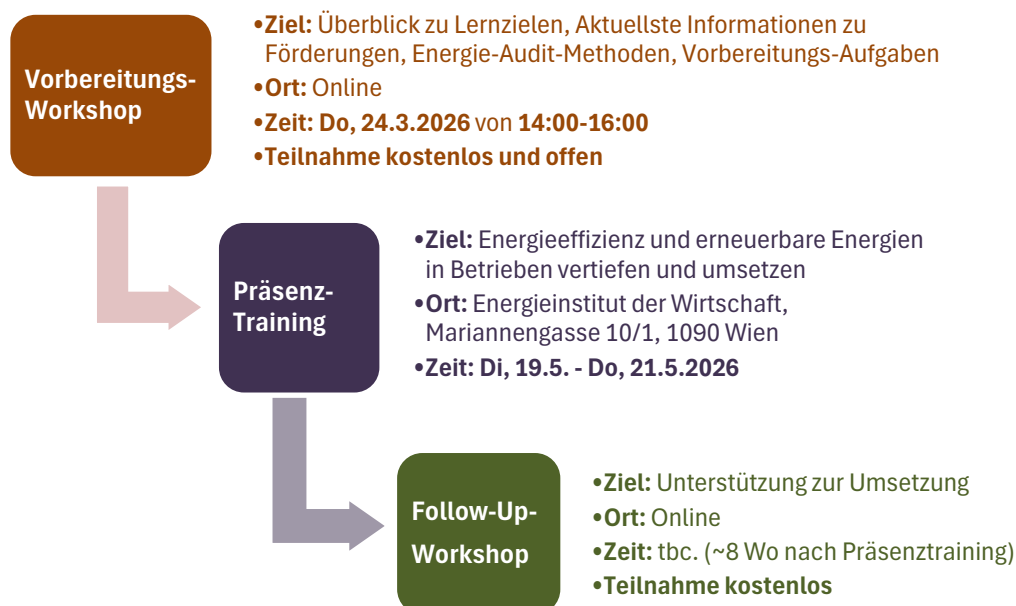 Vorbereitungs-
Workshop
•Ziel: Überblick zu Lernzielen, Aktuellste Informationen zu
Förderungen, Energie-Audit-Methoden, Vorbereitungs-Aufgaben
•Ort: Online
•Zeit: Do, 24.3.2026 von 14:00-16:00
•Teilnahme kostenlos und offen
Präsenz-
Training
•Ziel: Energieeffizienz und erneuerbare Energien
in Betrieben vertiefen und umsetzen
•Ort: Energieinstitut der Wirtschaft,
Mariannengasse 10/1, 1090 Wien
•Zeit: Di, 19.5. - Do, 21.5.2026
Follow-Up-
Workshop
•Ziel: Unterstützung zur Umsetzung
•Ort: Online
•Zeit: tbc. (~8 Wo nach Präsenztraining)
•Teilnahme kostenlos